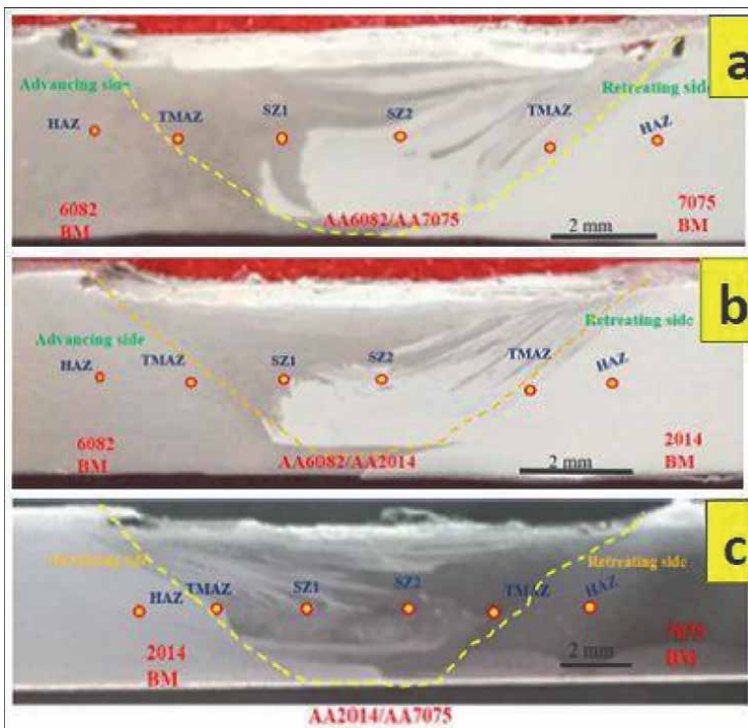 a
Advancing side
Retreating side
HAZ
TMAZ
SZ1
SZ2
TMAZ
HAZ
6082
BM
AA6082/AA7075
7075
BM
2 mm
b
Advancing side
Retreating side
HAZ
TMAZ
SZ1
SZ2
TMAZ
HAZ
6082
BM
AA6082/AA2014
2014
BM
2 mm
c
side
Retreating side
HAZ
TMAZ
SZ1
SZ2
TMAZ
HAZ
2014
BM
7075
BM
2 mm
AA2014/AA7075